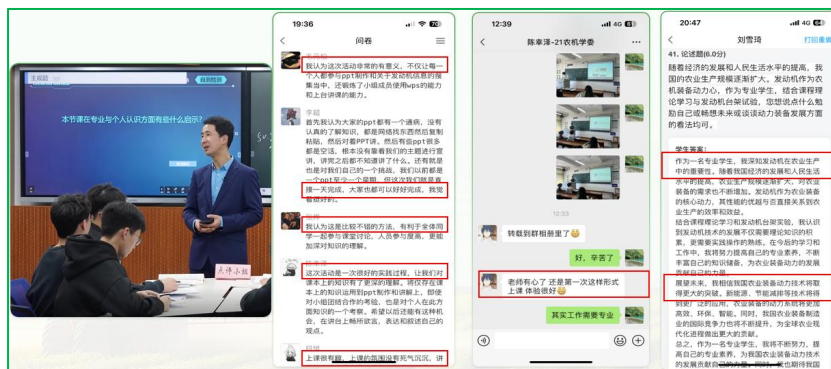 主观题
自动检测
本节课在专业与个人认识方面有些什么启示?
点评小组
19:36
问卷
我认为这次活动非常的有意义,不仅让每一
个人都参与ppt制作和关于发动机信息的搜
集当中,还锻炼了小组成员使用wps的能力
和上台讲课的能力。
李超
首先我认为大家的ppt都有一个通病,没有
认真的了解知识,都是网络找东西然后复制
粘贴,然后对着PPT讲。然后有些ppt很多
都是空话,根本没有靠着我们的主题进行宣
讲,讲完之后都不知道讲了什么。还有就是
也是对我们自己的一个挑战,我们以前都是
一个ppt至少一个星期,但这次我们就是直
接一天完成,大家也都可以好好完成,我觉
着挺好的。
我认为这是比较不错的方法,有利于全体同
学一起参与课堂讨论,人员参与度高,更能
加深对知识的理解。
这次活动是一次很好的实践过程,让我们对
课本上的知识有了更深的理解。将仅存在课
本上的知识运用到ppt制作和讲解上,即使
对小组团结合作的考验,也是对个人在此方
面知识的一个考察。希望以后还能有这种机
会,在讲台上畅所欲言,表达和叙述自己的
观点。
上课很有趣,上课的氛围没有死气沉沉,讲
12:39
4G
陈幸泽-21农机学委
12:33
转载到群相册里了
好,辛苦了
老师有心了 还是第一次这样形式
上课 体验很好
其实工作需要专业
20:47
4G
刘雪琦
打回重做
41. 论述题(6.0分)
随着经济的发展和人民生活水平的提高,我
国的农业生产规模逐渐扩大。发动机作为农
机装备动力心,作为专业学生,结合课程理
论学习与发动机台架试验,您想说点什么勉
励自己或畅想未来或谈谈动力装备发展方面
的看法均可。
学生答案:
作为一名专业学生,我深知发动机在农业生产
中的重要性。随着我国经济的发展和人民生活
水平的提高,农业生产规模逐渐扩大,对农业
装备的需求也不断增加。发动机作为农业装备
的核心动力,其性能的优越与否直接关系到农
业生产的效率和效益。
结合课程理论学习和发动机台架实验,我认识
到发动机技术的发展不仅需要理论知识的积
累,更需要实践操作的熟练,在今后的学习和
工作中,我将努力提高自己的专业素养,不断
丰富自己的知识储备,为农业装备动力的发展
贡献自己的力量。
展望未来,我相信我国农业装备动力技术将取
得更大的突破。新能源、节能减排等技术将得
到更广泛的应用,农业装备的动力系统将更加
高效、环保、智能。同时,我国农业装备制造
业的国际竞争力也将不断提升,为全球农业现
代化进程做出更大的贡献。
总之,作为一名专业学生,我将不断努力,提
高自己的专业素养,为我国农业装备动力技术
的发展贡献自己的力量。同时,我也期待我国